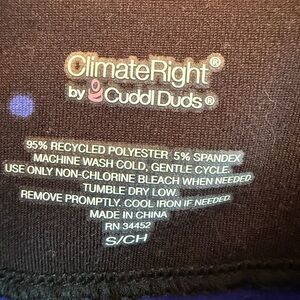 ClimateRight®
by Cuddl Duds®
95% RECYCLED POLYESTER 5% SPANDEX
MACHINE WASH COLD, GENTLE CYCLE.
USE ONLY NON-CHLORINE BLEACH WHEN NEEDED.
TUMBLE DRY LOW.
REMOVE PROMPTLY. COOL IRON IF NEEDED.
MADE IN CHINA
RN 34452
S/CH